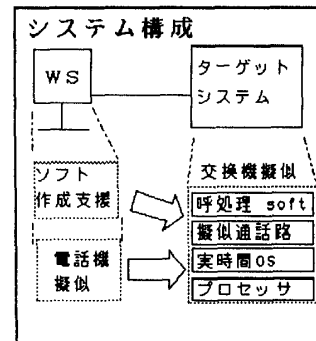 システム構成
WS
ターゲット
システム
ソフト
作成支援
電話機
擬似
交換機擬似
呼処理 soft
擬似通話路
実時間OS
プロセッサ